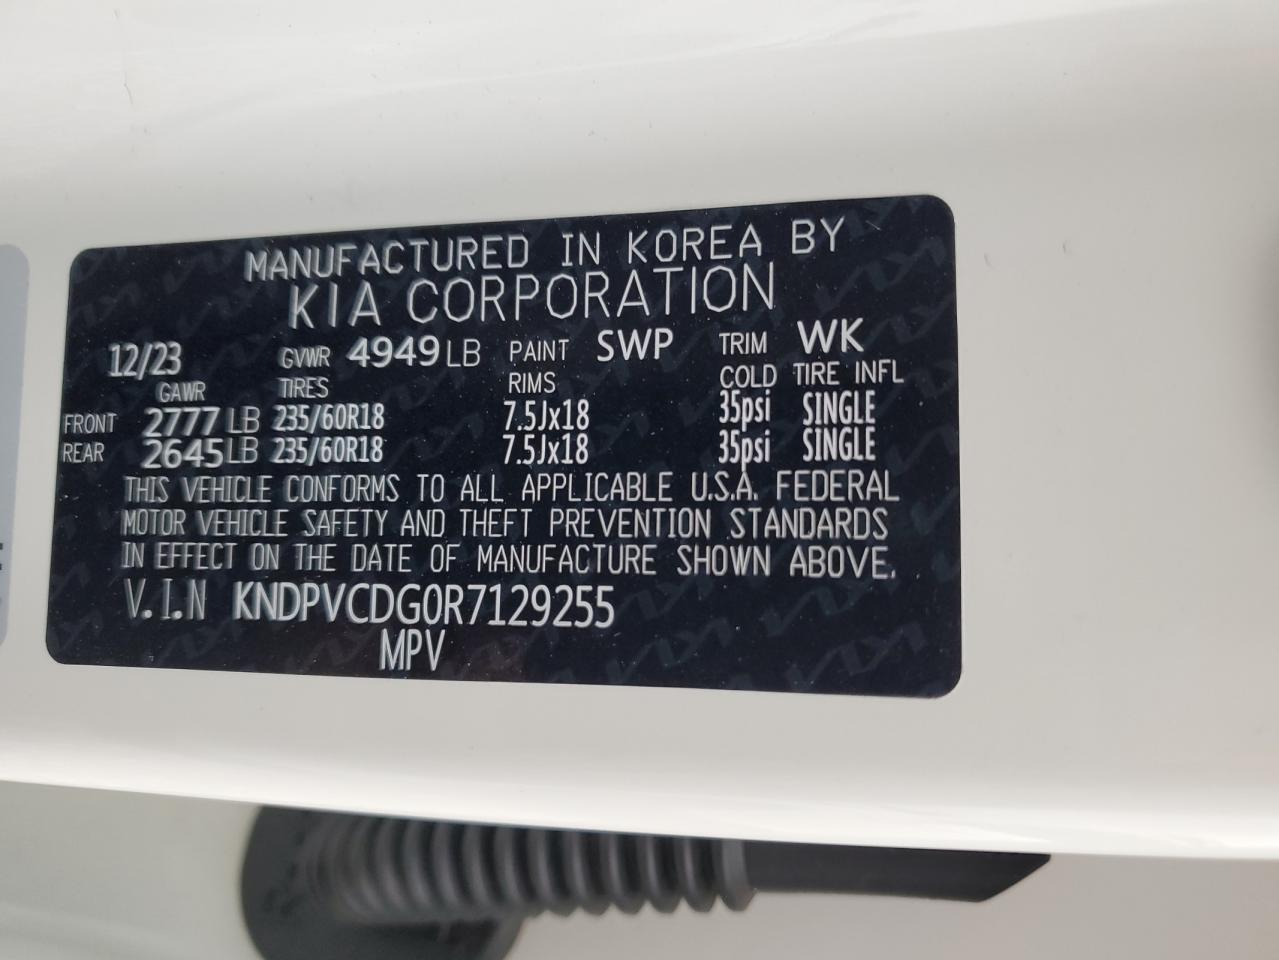 MANUFACTURED IN KOREA BY
KIA CORPORATION
12/23 GVWR 4949 LB PAINT SWP TRIM WK
GAWR TIRES RIMS COLD TIRE INFL
FRONT 2777 LB 235/60R18 7.5Jx18 35psi SINGLE
REAR 2645 LB 235/60R18 7.5Jx18 35psi SINGLE
THIS VEHICLE CONFORMS TO ALL APPLICABLE U.S.A. FEDERAL
MOTOR VEHICLE SAFETY AND THEFT PREVENTION STANDARDS
IN EFFECT ON THE DATE OF MANUFACTURE SHOWN ABOVE.
V.I.N KNDPVCDG0R7129255
MPV